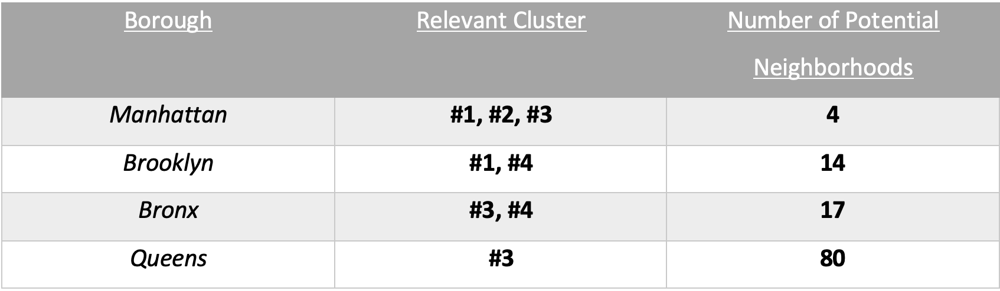 Borough Relevant Cluster Number of Potential
Neighborhoods
Manhattan #1, #2, #3 4
Brooklyn #1, #4 14
Bronx #3, #4 17
Queens #3 80